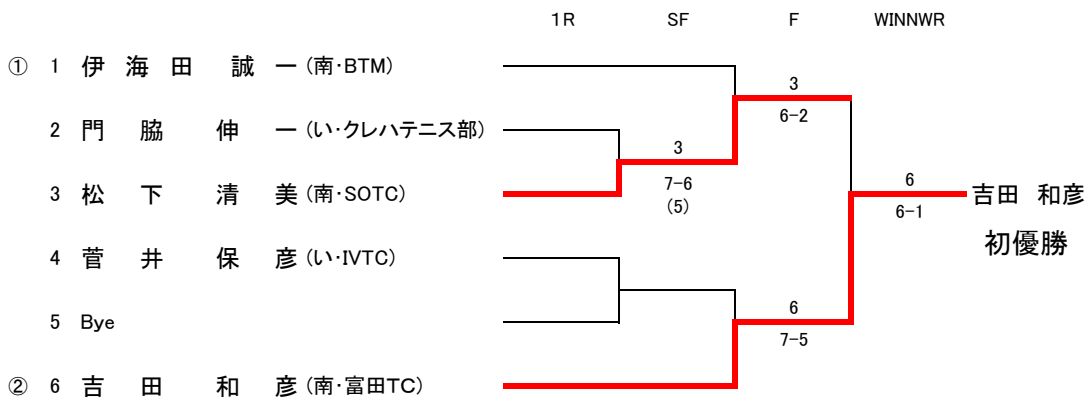 1R SF F WINNWR
① 1 伊海田 誠一 (南・BTM)
3
6-2
2 門脇 伸一 (い・クレハテニス部)
3
7-6
(5)
3 松下 清美 (南・SOTC)
6
6-1
吉田 和彦
初優勝
4 菅井 保彦 (い・IVTC)
5 Bye
6
7-5
② 6 吉田 和彦 (南・富田TC)